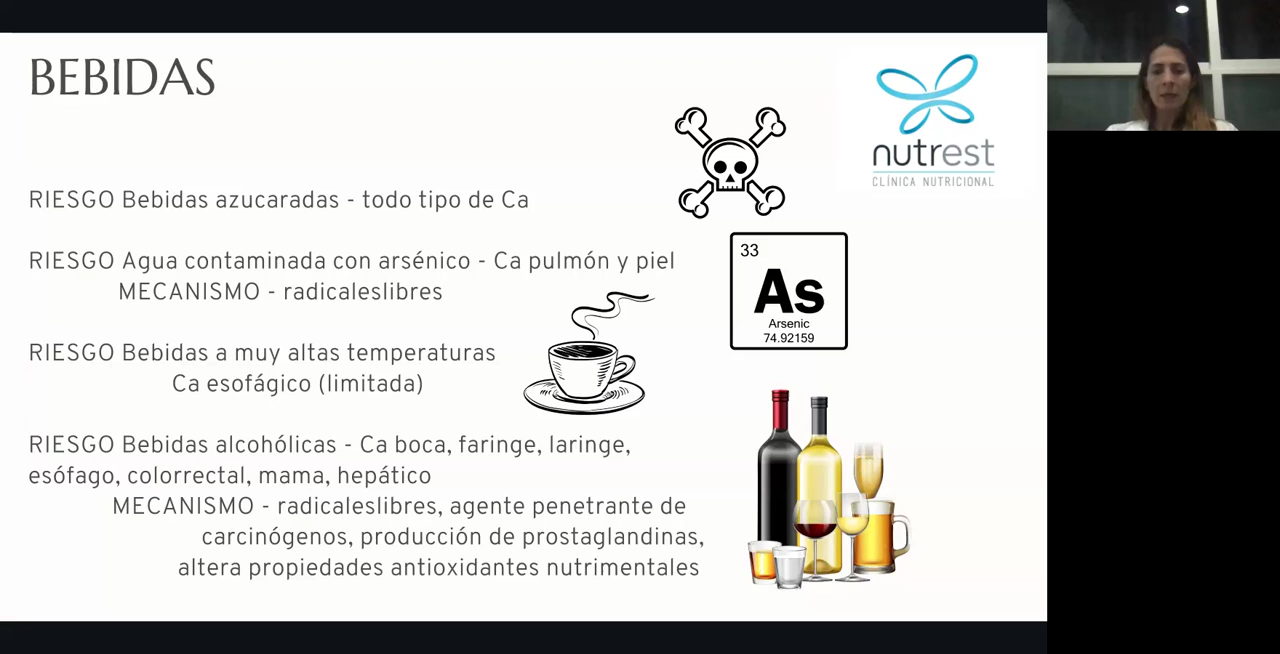 BEBIDAS
nutrest
CLÍNICA NUTRICIONAL
RIESGO Bebidas azucaradas - todo tipo de Ca
RIESGO Agua contaminada con arsénico - Ca pulmón y piel
MECANISMO - radicaleslibres
33
As
Arsenic
74.92159
RIESGO Bebidas a muy altas temperaturas
Ca esofágico (limitada)
RIESGO Bebidas alcohólicas - Ca boca, faringe, laringe,
esófago, colorrectal, mama, hepático
MECANISMO - radicaleslibres, agente penetrante de
carcinógenos, producción de prostaglandinas,
altera propiedades antioxidantes nutrimentales